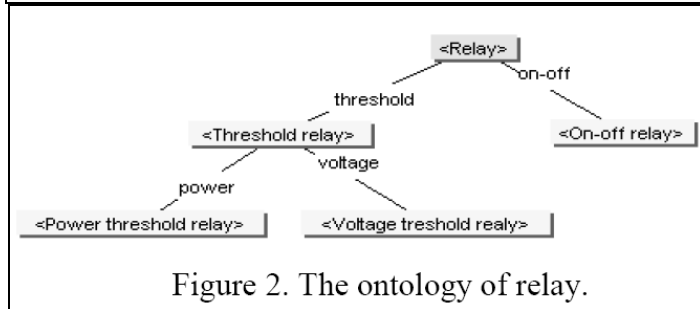 <Relay>
on-off
threshold
<Threshold relay>
<On-off relay>
voltage
power
<Power threshold relay>
<Voltage treshold realy>
Figure 2. The ontology of relay.